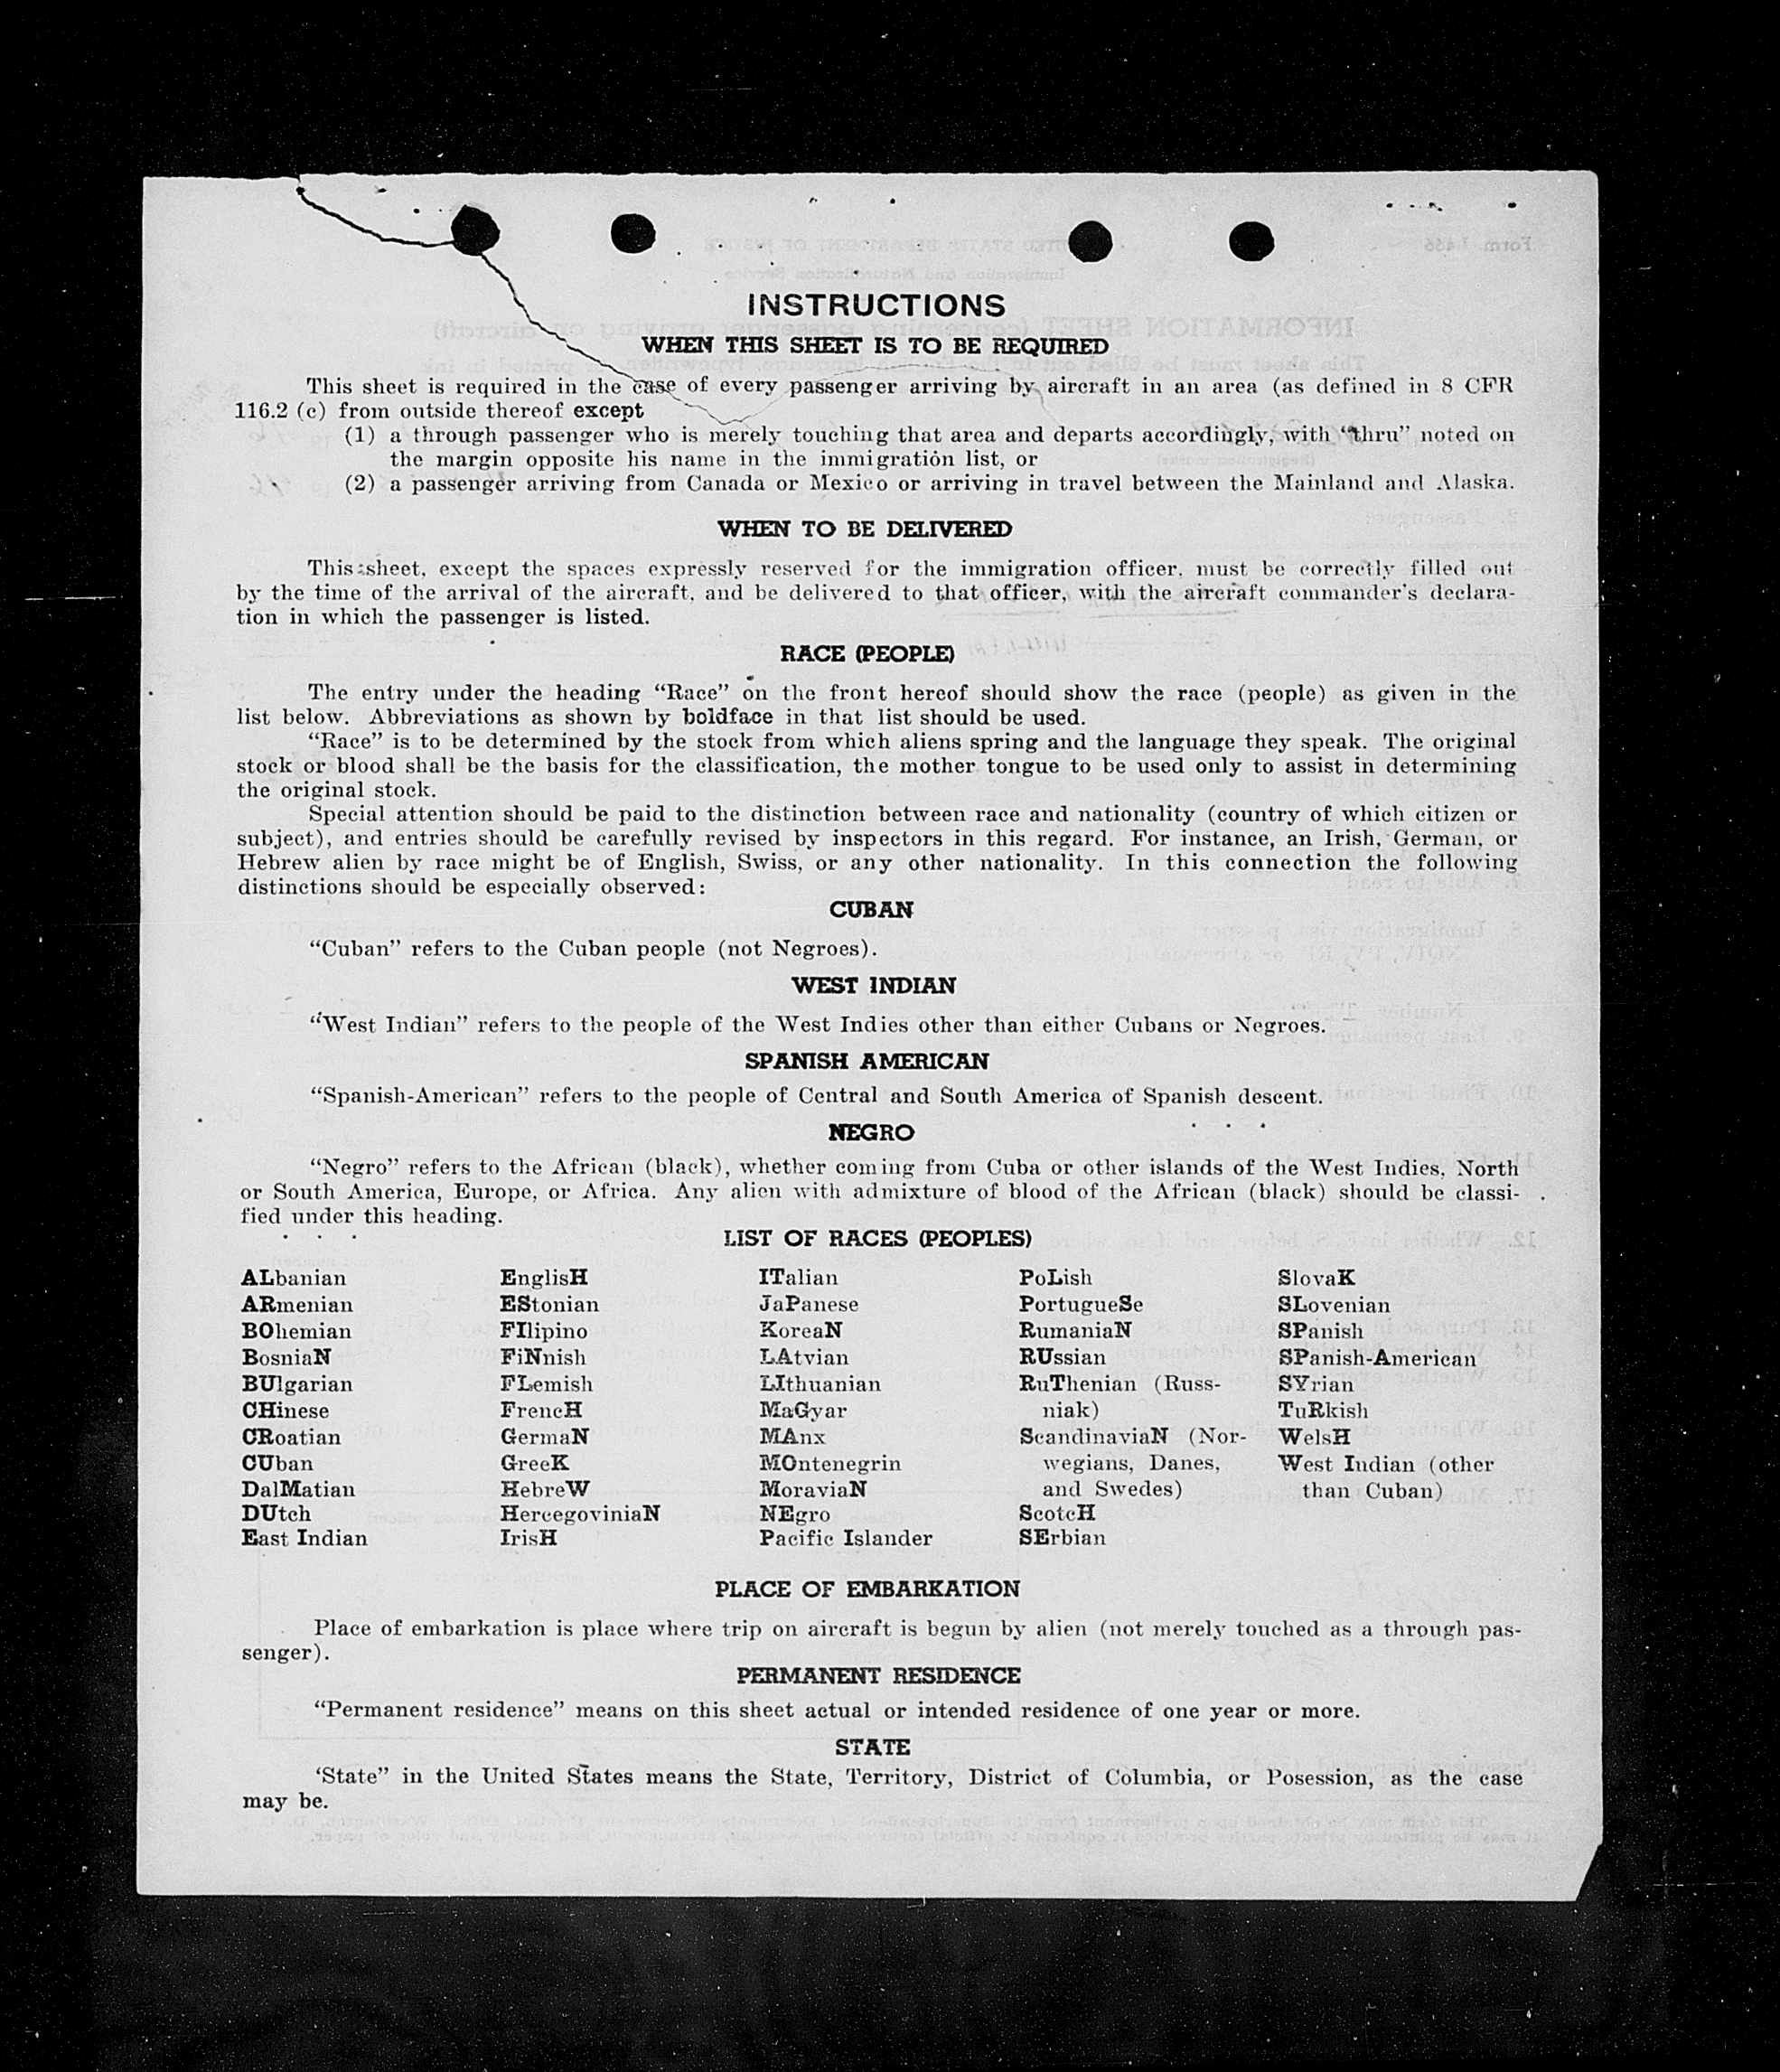 INSTRUCTIONS
WHEN THIS SHEET IS TO BE REQUIRED
This sheet is required in the case of every passenger arriving by aircraft in an area (as defined in 8 CFR
116.2 (c) from outside thereof except
(1) a through passenger who is merely touching that area and departs accordingly, with “thru” noted on
the margin opposite his name in the immigration list, or
(2) a passenger arriving from Canada or Mexico or arriving in travel between the Mainland and Alaska.
WHEN TO BE DELIVERED
This sheet, except the spaces expressly reserved for the immigration officer, must be correctly filled out
by the time of the arrival of the aircraft, and be delivered to that officer, with the aircraft commander's declara-
tion in which the passenger is listed.
RACE (PEOPLE)
The entry under the heading “Race” on the front hereof should show the race (people) as given in the
list below. Abbreviations as shown by boldface in that list should be used.
“Race” is to be determined by the stock from which aliens spring and the language they speak. The original
stock or blood shall be the basis for the classification, the mother tongue to be used only to assist in determining
the original stock.
Special attention should be paid to the distinction between race and nationality (country of which citizen or
subject), and entries should be carefully revised by inspectors in this regard. For instance, an Irish, German, or
Hebrew alien by race might be of English, Swiss, or any other nationality. In this connection the following
distinctions should be especially observed:
CUBAN
“Cuban” refers to the Cuban people (not Negroes).
WEST INDIAN
“West Indian” refers to the people of the West Indies other than either Cubans or Negroes.
SPANISH AMERICAN
“Spanish-American” refers to the people of Central and South America of Spanish descent.
NEGRO
“Negro” refers to the African (black), whether coming from Cuba or other islands of the West Indies, North
or South America, Europe, or Africa. Any alien with admixture of blood of the African (black) should be classi-
fied under this heading.
LIST OF RACES (PEOPLES)
ALbanian
ARmenian
BOhemian
BosniaN
BUlgarian
CHinese
CRoatian
CUban
DalMatian
DUtch
East Indian
EnglisH
EStonian
FIlipino
FiNnish
FLemish
FrencH
GermaN
GreeK
HebreW
HercegoviniaN
IrisH
ITalian
JaPanese
KoreaN
LAtvian
LIthuanian
MaGyar
MAnx
MOntenegrin
MoraviaN
NEgro
Pacific Islander
PoLish
PortugueSe
RumaniaN
RUssian
RuThenian (Russ-
niak)
ScandinaviaN (Nor-
wegians, Danes,
and Swedes)
ScotcH
SErbian
SlovaK
SLovenian
SPanish
SPanish-American
SYrian
TuRkish
WelsH
West Indian (other
than Cuban)
PLACE OF EMBARKATION
Place of embarkation is place where trip on aircraft is begun by alien (not merely touched as a through pas-
senger).
PERMANENT RESIDENCE
“Permanent residence” means on this sheet actual or intended residence of one year or more.
STATE
‘State” in the United States means the State, Territory, District of Columbia, or Posession, as the case
may be.